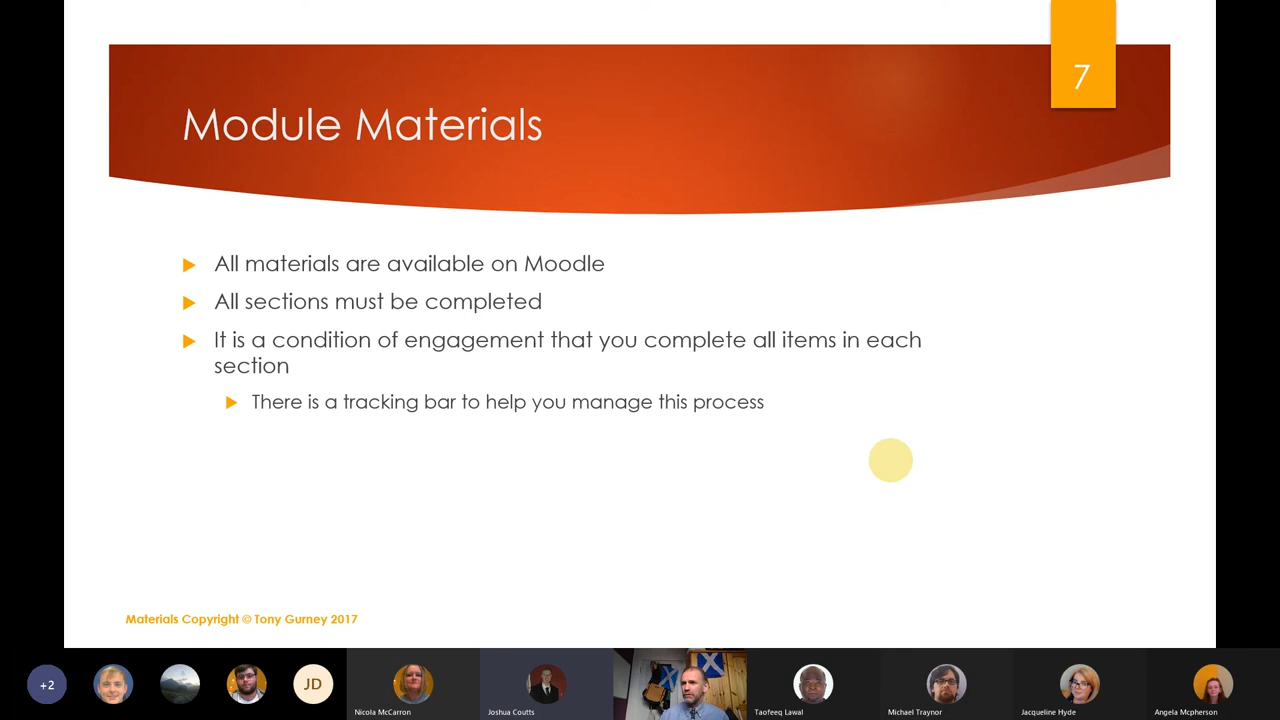 7
Module Materials
All materials are available on Moodle
All sections must be completed
It is a condition of engagement that you complete all items in each
section
There is a tracking bar to help you manage this process
Materials Copyright © Tony Gurney 2017
+2
JD
Nicola McCarron
Joshua Coutts
Taofeeq Lawal
Michael Traynor
Jacqueline Hyde
Angela Mcpherson